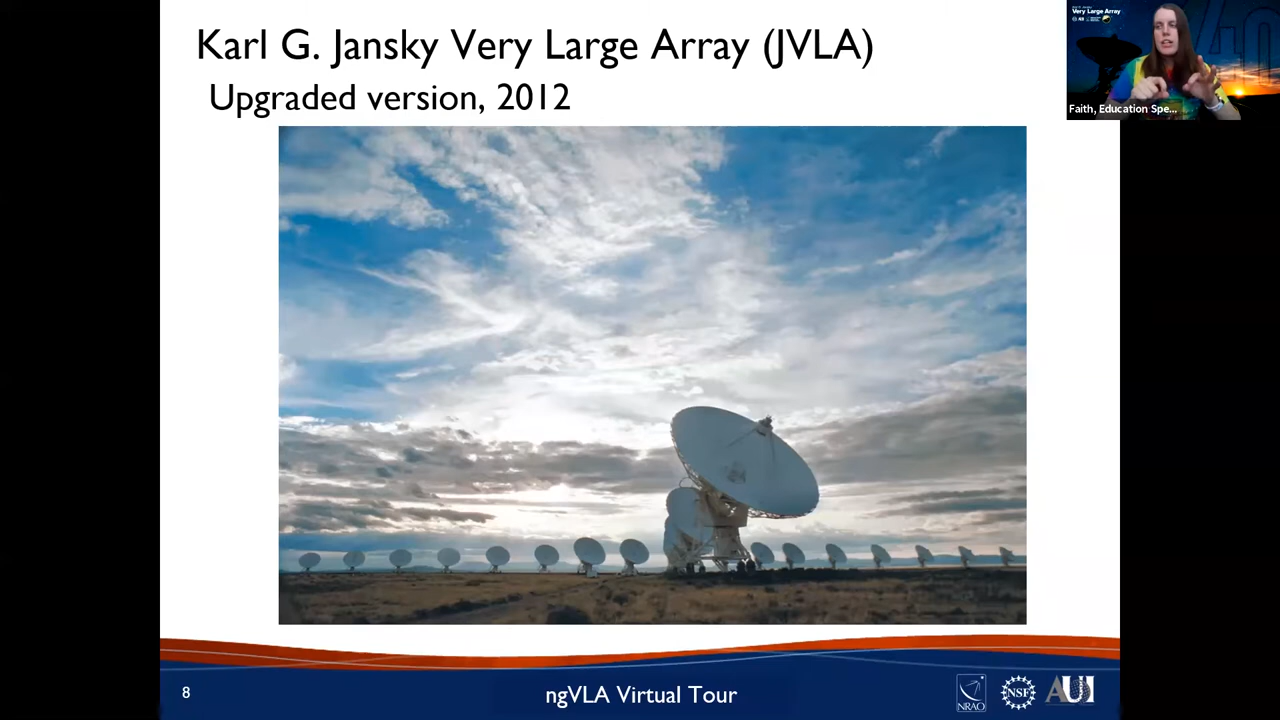 Karl G. Jansky Very Large Array (JVLA)
Upgraded version, 2012
Very Large Array
Faith, Education Spe...
8
ngVLA Virtual Tour
NRAO
NSF
AUI